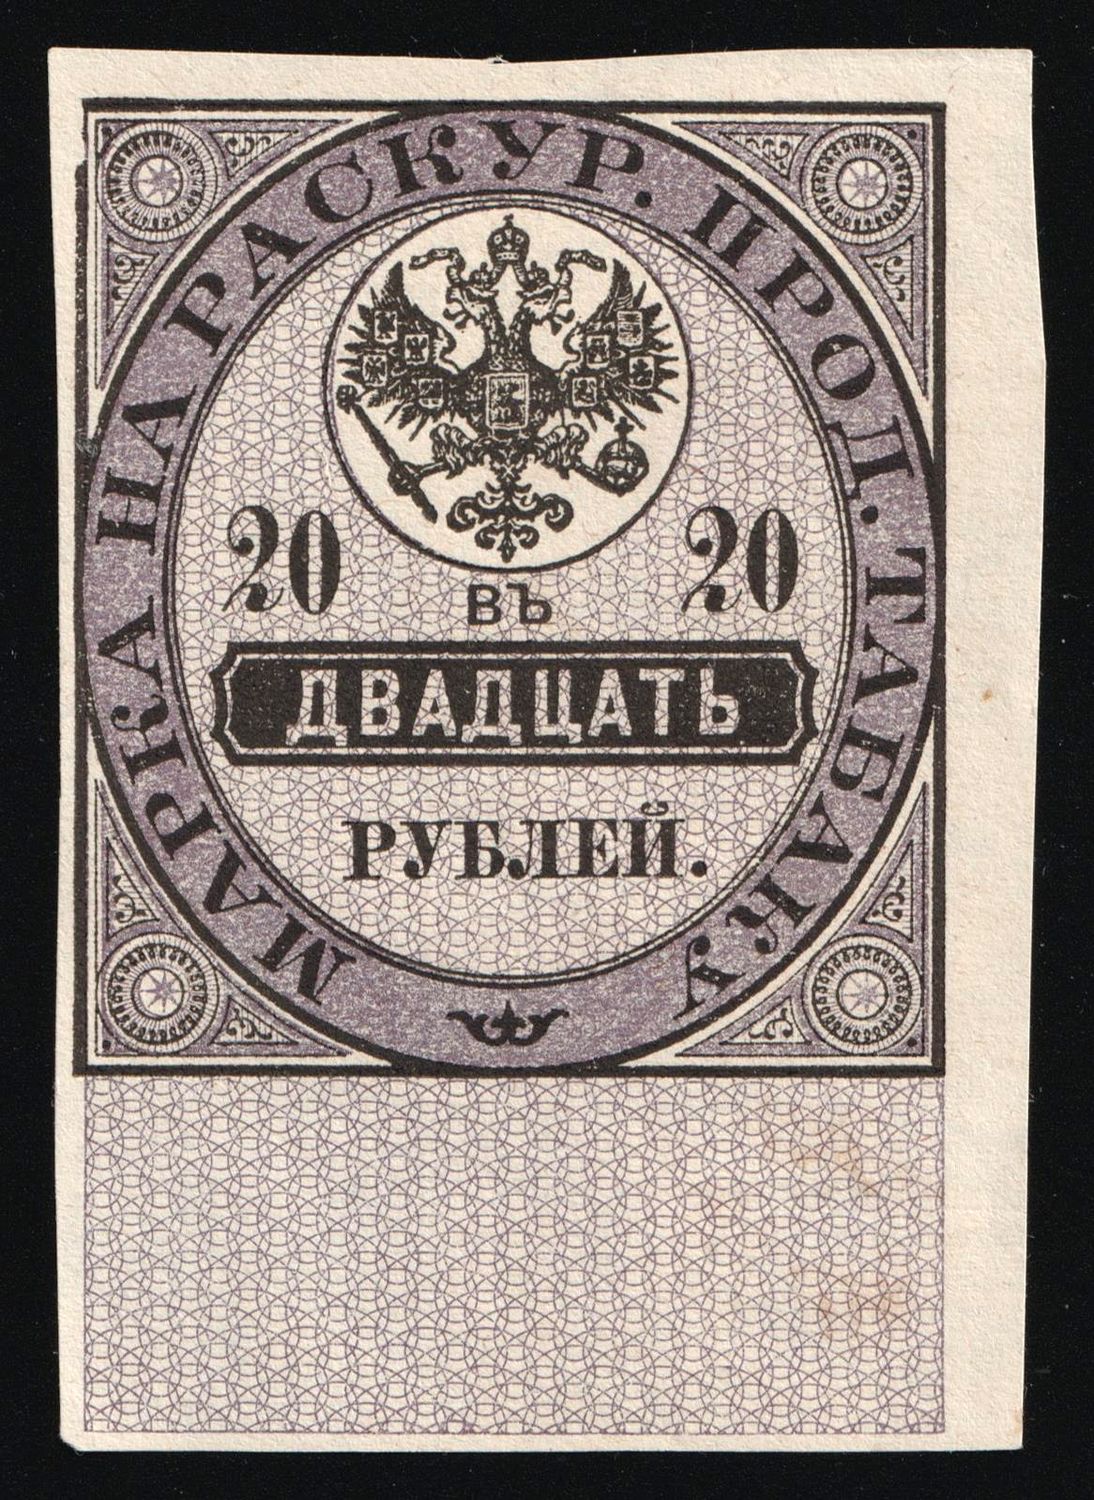 МАРКА НА РАСКУР. ПРОД. ТАБАКУ
20 20
ВЪ
ДВАДЦАТЬ
РУБЛЕЙ.